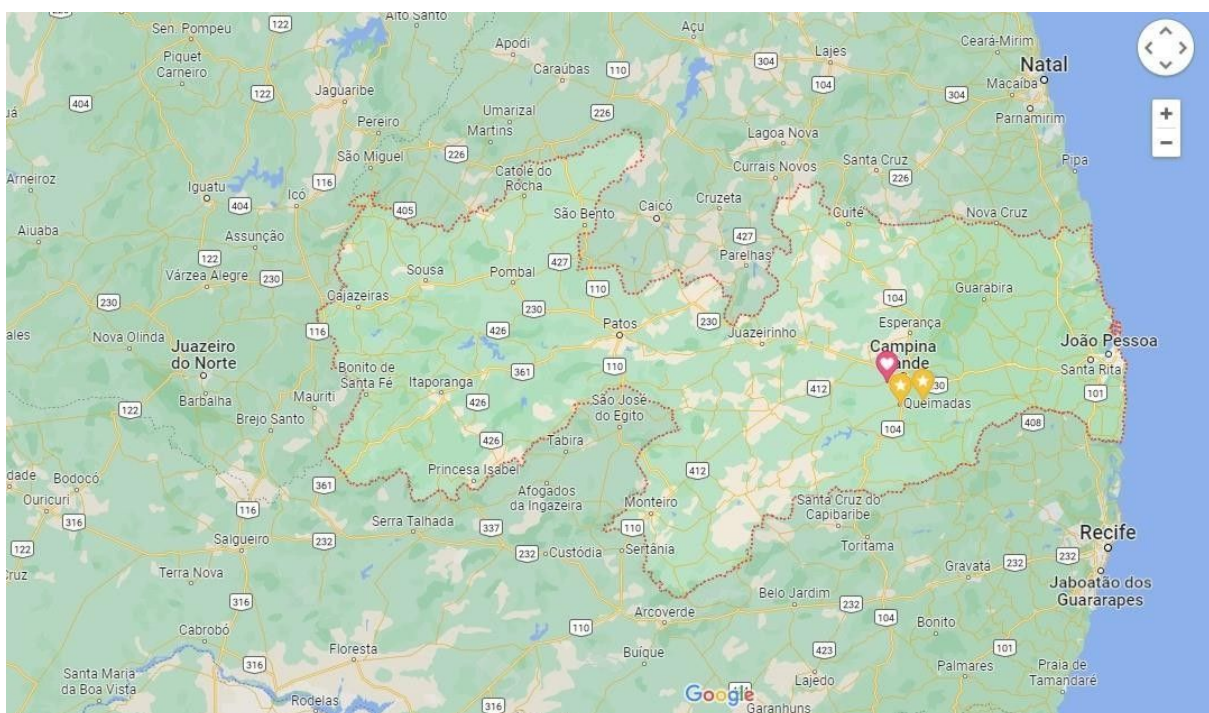 Sen. Pompeu
122
Alto Santo
Açu
Ceará-Mirim
Piquet
Carneiro
Apodi
Lajes
Natal
Caraúbas
110
304
Macaíba
404
122
Jaguaribe
104
304
Parnamirim
Umarizal
226
Pereiro
Martins
Lagoa Nova
São Miguel
226
Currais Novos
Santa Cruz
Pipa
Arneiroz
Iguatu
116
Catolé do
Rocha
226
404
Icó
405
São Bento
Caicó
Cruzeta
Cuité
Nova Cruz
Aiuaba
Assunção
427
122
Parelhas
Várzea Alegre
230
Sousa
Pombal
427
Guarabira
230
Cajazeiras
110
104
Nova Olinda
116
426
230
Esperança
Patos
Juazeirinho
João Pessoa
Juazeiro
do Norte
Campina
Bonito de
Santa Fé
361
110
Santa Rita
Itaporanga
412
101
Barbalha
Mauriti
426
São José
do Egito
Queimadas
122
Brejo Santo
104
408
426
Tabira
Princesa Isabel
412
Bodocó
361
Afogados
da Ingazeira
Monteiro
Santa Cruz do
Capibaribe
Ouricuri
316
116
Serra Talhada
337
110
Recife
122
Salgueiro
232
232
Custódia
Sertânia
Toritama
232
Gravatá
232
Terra Nova
Jaboatão dos
Guararapes
316
Belo Jardim
232
Arcoverde
104
Cabrobó
110
Bonito
Floresta
Buíque
423
101
Santa Maria
da Boa Vista
316
Lajedo
Palmares
Praia de
Tamandaré
Rodelas
316
Google
Garanhuns